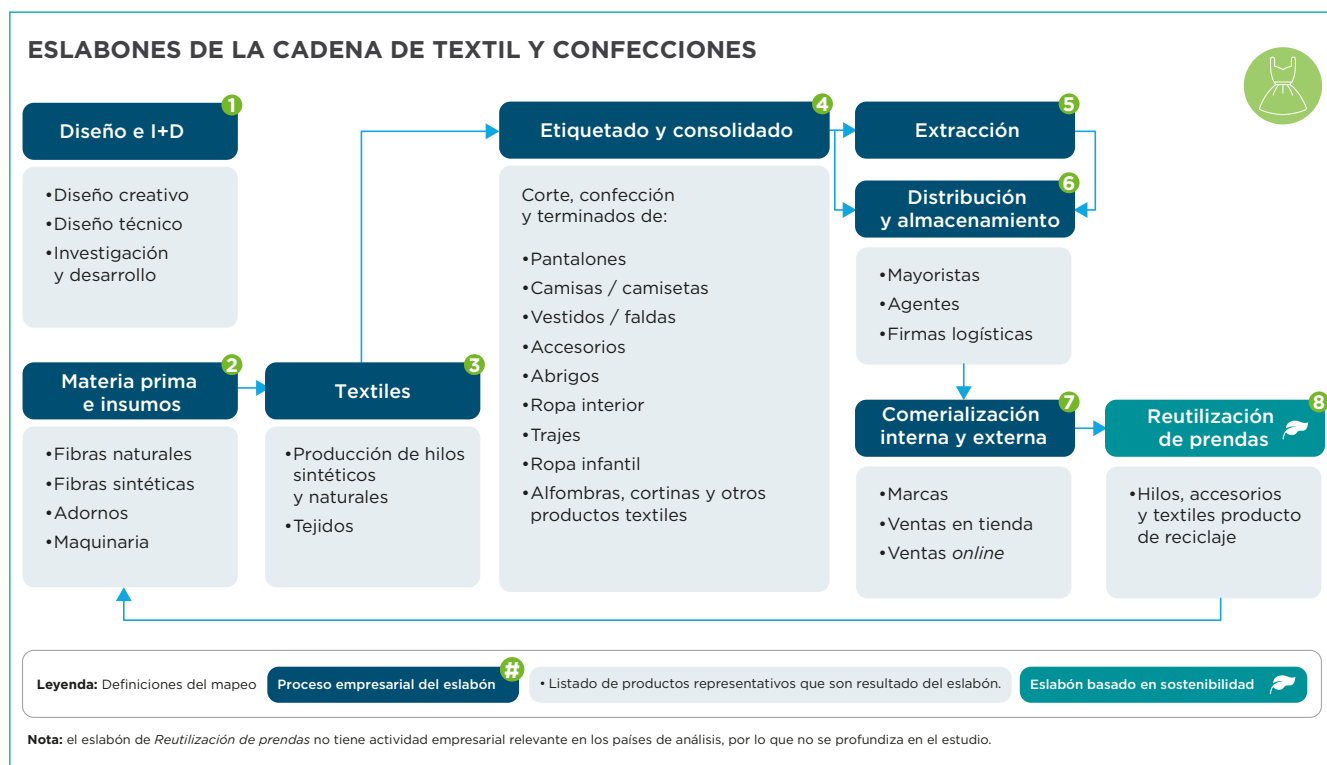 ESLABONES DE LA CADENA DE TEXTIL Y CONFECCIONES
1
Diseño e I+D
•Diseño creativo
•Diseño técnico
•Investigación
y desarrollo
2
Materia prima
e insumos
•Fibras naturales
•Fibras sintéticas
•Adornos
•Maquinaria
3
Textiles
•Producción de hilos
sintéticos
y naturales
•Tejidos
4
Etiquetado y consolidado
Corte, confección
y terminados de:
•Pantalones
•Camisas / camisetas
•Vestidos / faldas
•Accesorios
•Abrigos
•Ropa interior
•Trajes
•Ropa infantil
•Alfombras, cortinas y otros
productos textiles
5
Extracción
6
Distribución
y almacenamiento
•Mayoristas
•Agentes
•Firmas logísticas
7
Comerialización
interna y externa
•Marcas
•Ventas en tienda
•Ventas online
8
Reutilización
de prendas
•Hilos, accesorios
y textiles producto
de reciclaje
Leyenda: Definiciones del mapeo
Proceso empresarial del eslabón
#
• Listado de productos representativos que son resultado del eslabón.
Eslabón basado en sostenibilidad
Nota: el eslabón de Reutilización de prendas no tiene actividad empresarial relevante en los países de análisis, por lo que no se profundiza en el estudio.